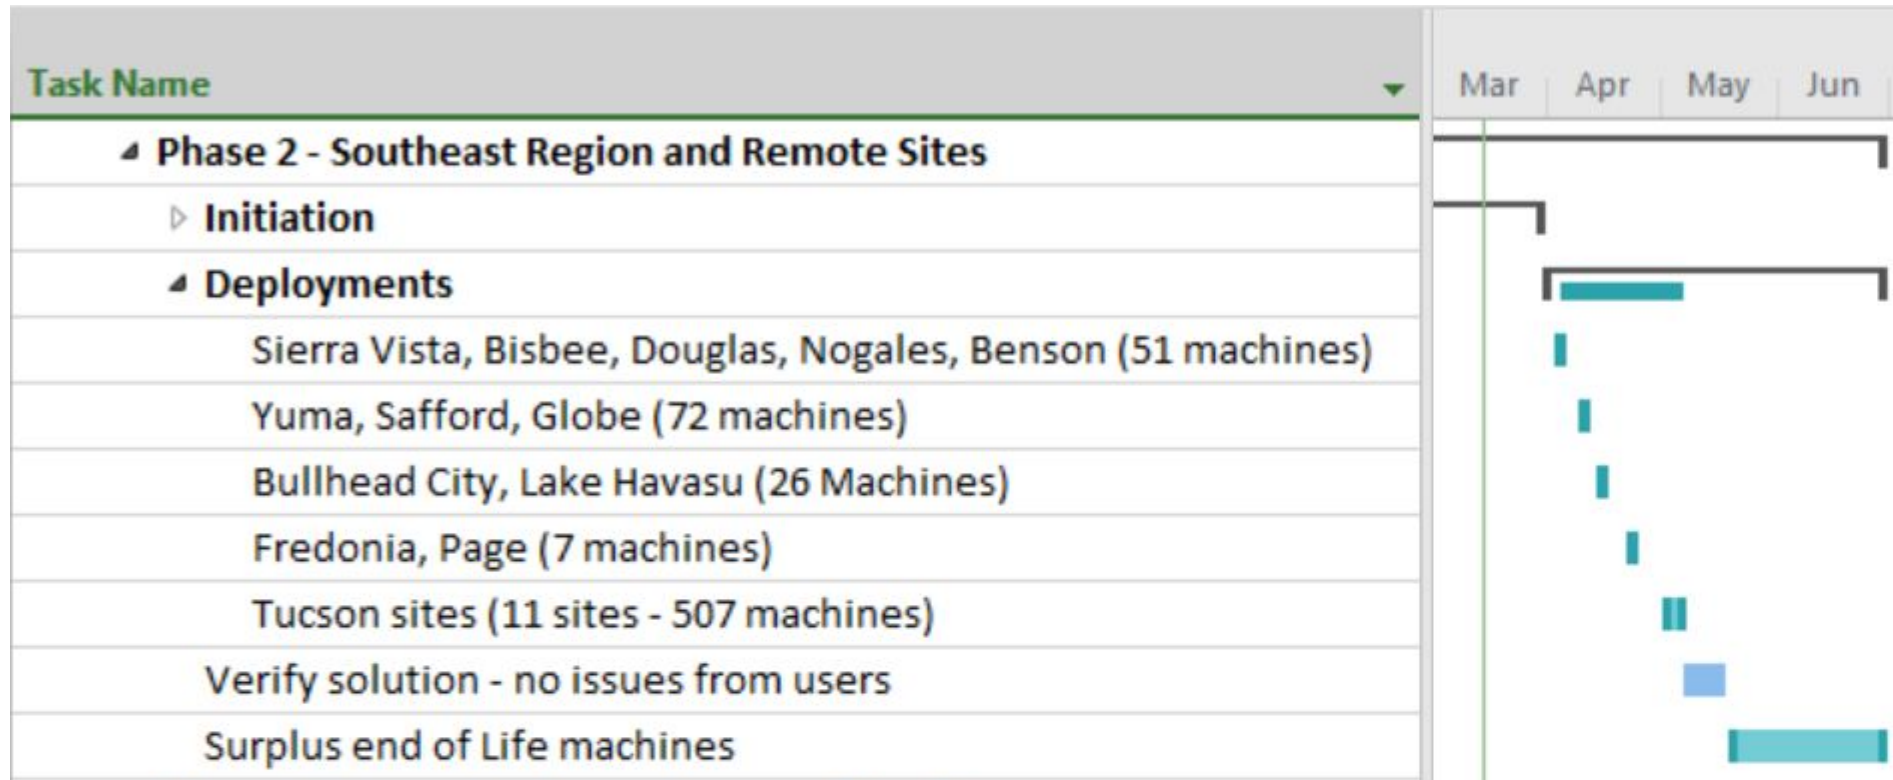 Task Name Mar Apr May Jun
Phase 2 - Southeast Region and Remote Sites
Initiation
Deployments
Sierra Vista, Bisbee, Douglas, Nogales, Benson (51 machines)
Yuma, Safford, Globe (72 machines)
Bullhead City, Lake Havasu (26 Machines)
Fredonia, Page (7 machines)
Tucson sites (11 sites - 507 machines)
Verify solution - no issues from users
Surplus end of Life machines